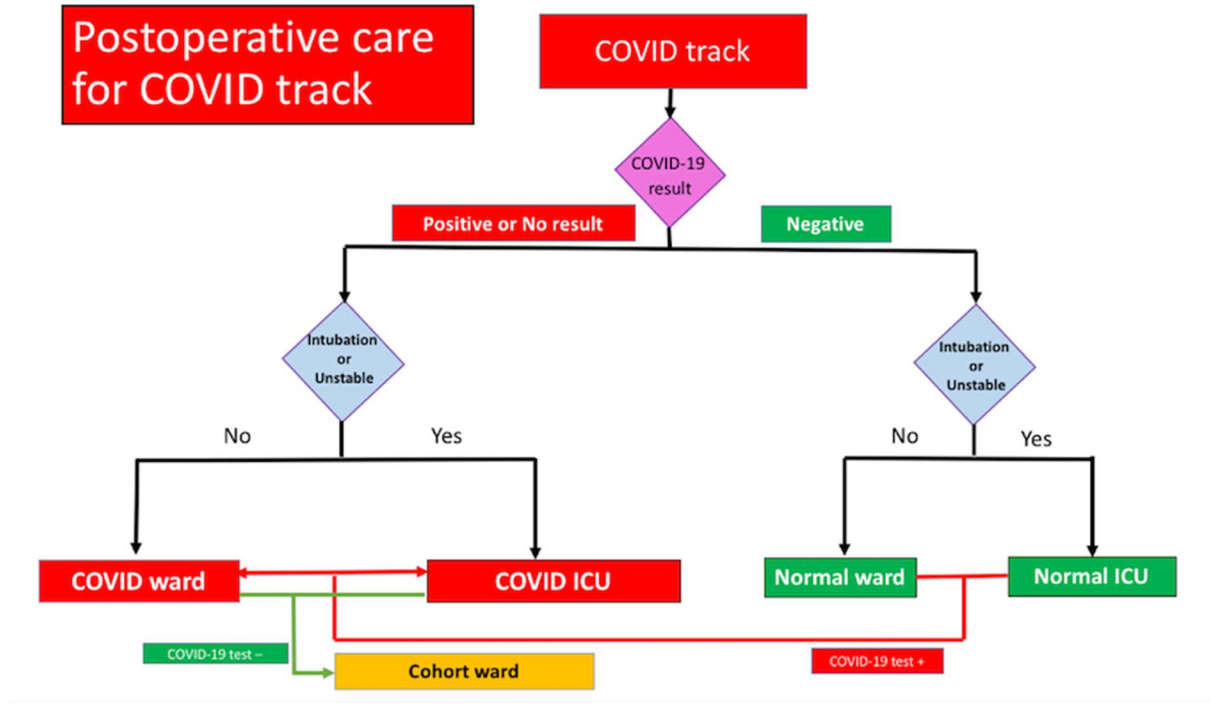 Postoperative care
for COVID track
COVID track
COVID-19
result
Positive or No result
Negative
Intubation
or
Unstable
Intubation
or
Unstable
No
Yes
No
Yes
COVID ward
COVID ICU
Normal ward
Normal ICU
COVID-19 test –
COVID-19 test +
Cohort ward